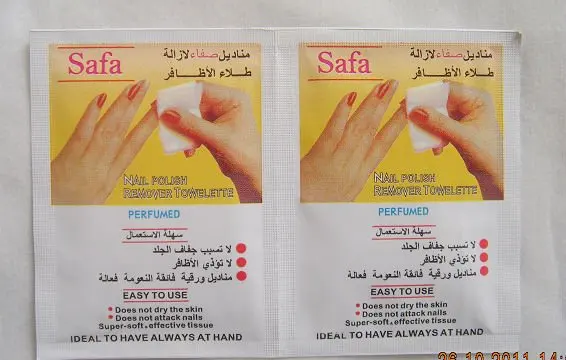 Safa
مناديل صفاء لازالة
طلاء الأظافر
NAIL POLISH
REMOVER TOWELETTE
PERFUMED
سهلة الاستعمال
لا تسبب جفاف الجلد
لا تؤذي الأظافر
مناديل ورقية فائقة النعومة فعالة
EASY TO USE
Does not dry the skin
Does not attack nails
Super-soft, effective tissue
IDEAL TO HAVE ALWAYS AT HAND
Safa
مناديل صفاء لازالة
طلاء الأظافر
NAIL POLISH
REMOVER TOWELETTE
PERFUMED
سهلة الاستعمال
لا تسبب جفاف الجلد
لا تؤذي الأظافر
مناديل ورقية فائقة النعومة فعالة
EASY TO USE
Does not dry the skin
Does not attack nails
Super-soft, effective tissue
IDEAL TO HAVE ALWAYS AT HAND
26.10.2011